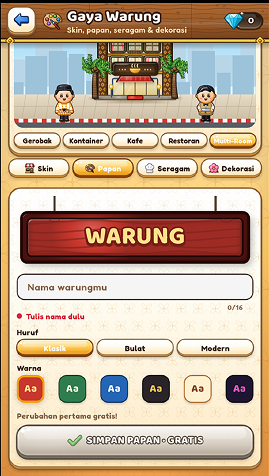 Gaya Warung
Skin, papan, seragam & dekorasi
0
Gerobak
Kontainer
Kafe
Restoran
Multi-Room
Skin
Papan
Seragam
Dekorasi
WARUNG
Nama warungmu
0/16
Tulis nama dulu
Huruf
Klasik
Bulat
Modern
Warna
Aa
Aa
Aa
Aa
Aa
Aa
Perubahan pertama gratis!
SIMPAN PAPAN · GRATIS